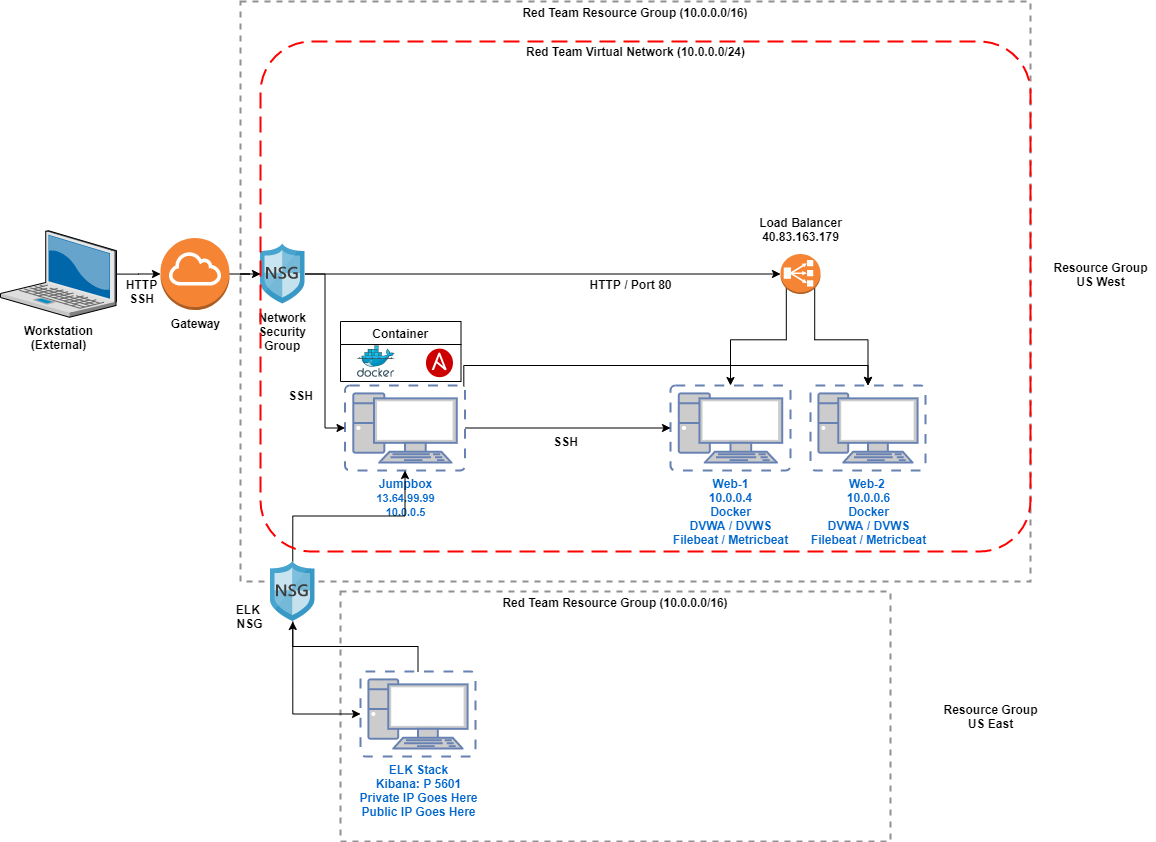 Red Team Resource Group (10.0.0.0/16)
Red Team Virtual Network (10.0.0.0/24)
Load Balancer
40.83.163.179
Resource Group
US West
NSG
HTTP
SSH
HTTP / Port 80
Workstation
(External)
Gateway
Network
Security
Group
Container
docker
A
SSH
SSH
Jumpbox
13.64.99.99
10.0.0.5
Web-1
10.0.0.4
Docker
DVWA / DVWS
Filebeat / Metricbeat
Web-2
10.0.0.6
Docker
DVWA / DVWS
Filebeat / Metricbeat
NSG
ELK
NSG
Red Team Resource Group (10.0.0.0/16)
Resource Group
US East
ELK Stack
Kibana: P 5601
Private IP Goes Here
Public IP Goes Here